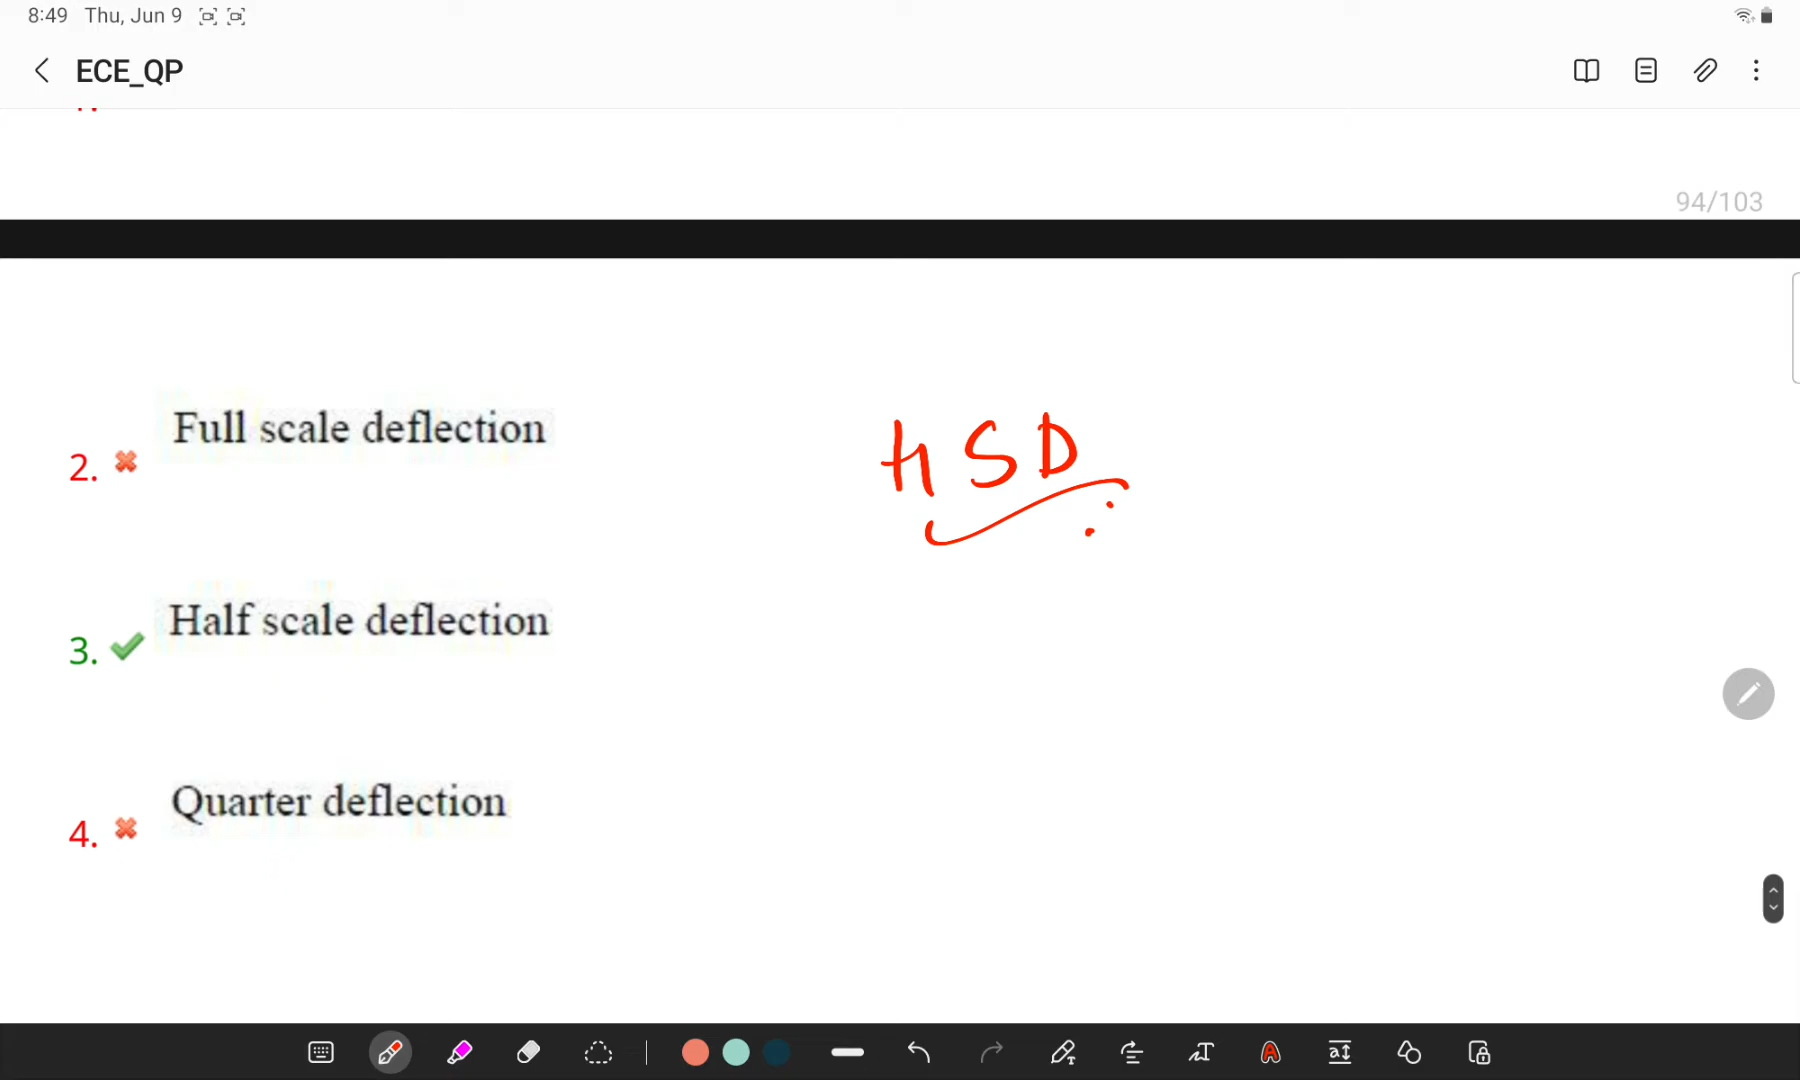 8:49 Thu, Jun 9
ECE_QP
94/103
2. Full scale deflection
HSD
3. Half scale deflection
4. Quarter deflection